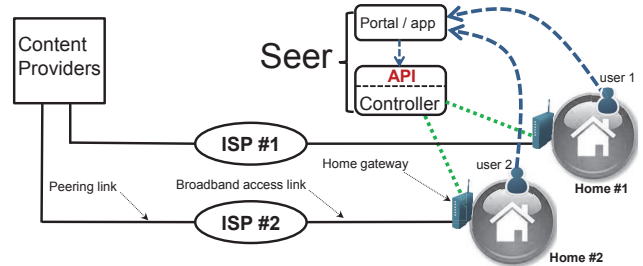 Content
Providers
Seer
Portal / app
API
Controller
user 1
ISP #1
Home gateway
user 2
Home #1
Peering link
Broadband access link
ISP #2
Home #2